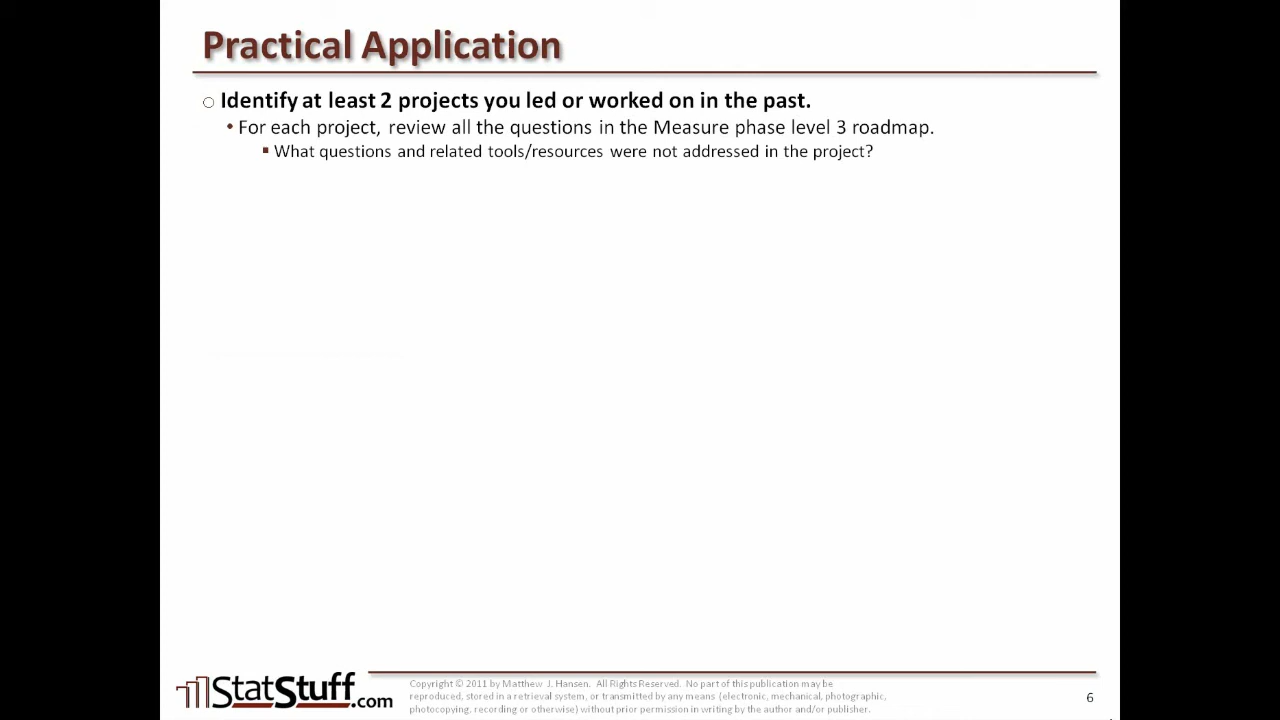 Practical Application
Identify at least 2 projects you led or worked on in the past.
For each project, review all the questions in the Measure phase level 3 roadmap.
What questions and related tools/resources were not addressed in the project?
StatStuff.com
Copyright © 2011 by Matthew J. Hansen. All Rights Reserved. No part of this publication may be
reproduced, stored in a retrieval system, or transmitted by any means (electronic, mechanical, photographic,
photocopying, recording or otherwise) without prior permission in writing by the author and/or publisher.
6